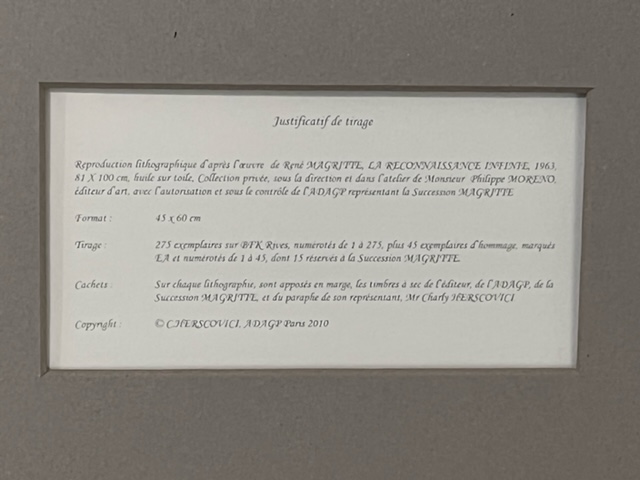 Justificatif de tirage
Reproduction lithographique d'après l'œuvre de René MAGRITTE, LA RECONNAISSANCE INFINIE, 1963,
81 X 100 cm, huile sur toile, Collection privée, sous la direction et dans l'atelier de Monsieur Philippe MORENO,
éditeur d'art, avec l'autorisation et sous le contrôle de l'ADAGP représentant la Succession MAGRITTE
Format : 45 x 60 cm
Tirage : 275 exemplaires sur BFK Rives, numérotés de 1 à 275, plus 45 exemplaires d'hommage, marqués
EA et numérotés de 1 à 45, dont 15 réservés à la Succession MAGRITTE.
Cachets : Sur chaque lithographie, sont apposés en marge, les timbres à sec de l'éditeur, de l'ADAGP, de la
Succession MAGRITTE, et du paraphe de son représentant, Mr Charly HERSCOVICI
Copyright : © C.HERSCOVICI, ADAGP Paris 2010